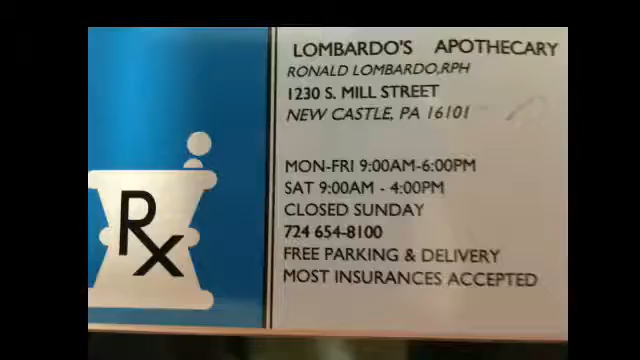 LOMBARDO'S APOTHECARY
RONALD LOMBARDO,RPH
1230 S. MILL STREET
NEW CASTLE, PA 16101
MON-FRI 9:00AM-6:00PM
SAT 9:00AM - 4:00PM
CLOSED SUNDAY
724 654-8100
FREE PARKING & DELIVERY
MOST INSURANCES ACCEPTED
Rx